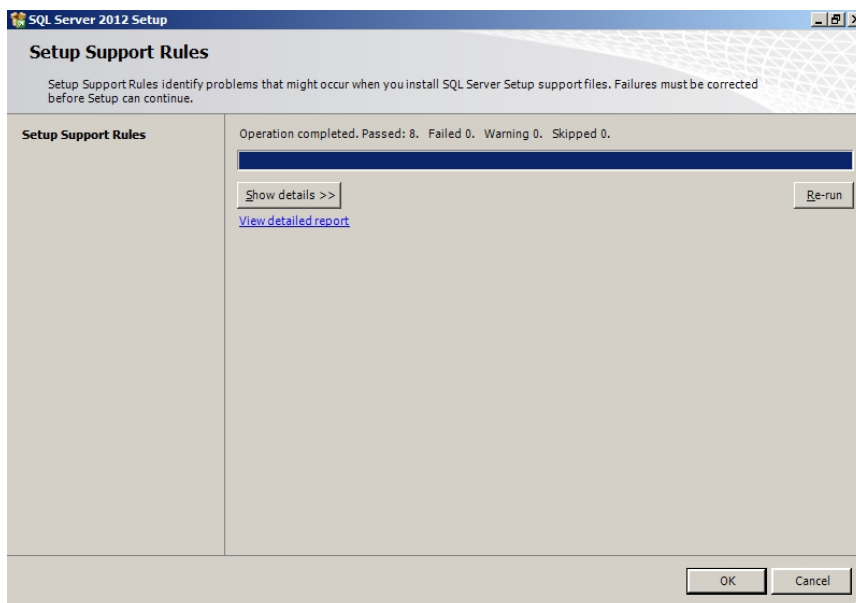 SQL Server 2012 Setup
Setup Support Rules
Setup Support Rules identify problems that might occur when you install SQL Server Setup support files. Failures must be corrected
before Setup can continue.
Setup Support Rules
Operation completed. Passed: 8. Failed 0. Warning 0. Skipped 0.
Show details >>
Re-run
View detailed report
OK
Cancel